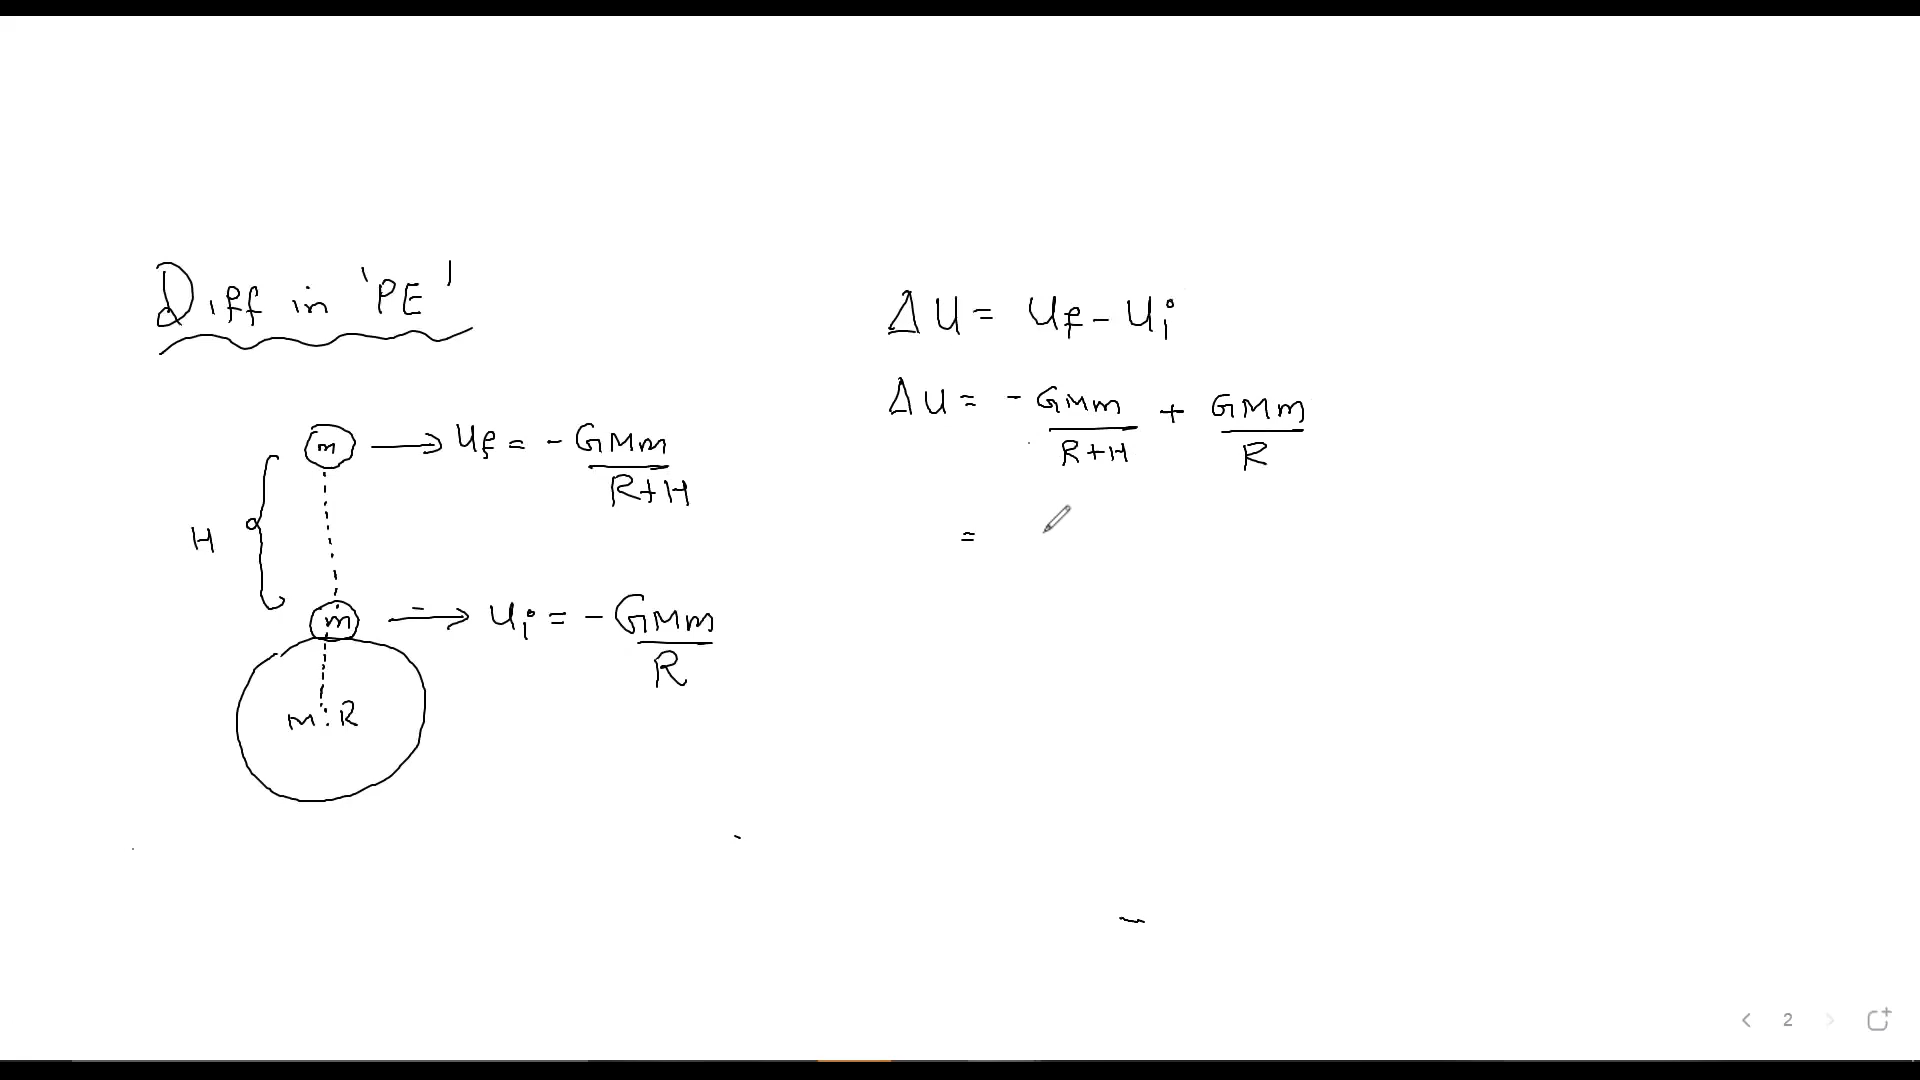 Diff in 'PE'
m → Uf = - GMm / R+H
H
m → Ui = - GMm / R
m : R
ΔU = Uf - Ui
ΔU = - GMm / R+H + GMm / R
=
2